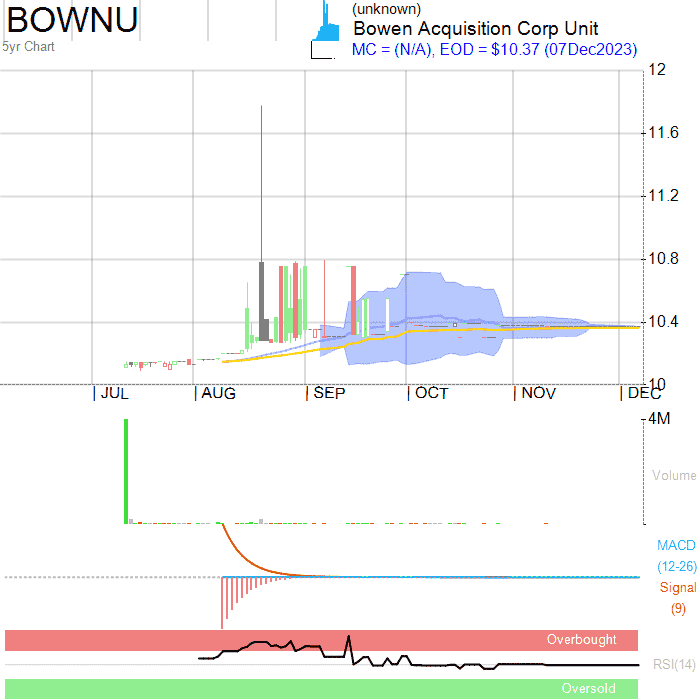 BOWNU
5yr Chart
(unknown)
Bowen Acquisition Corp Unit
MC = (N/A), EOD = $10.37 (07Dec2023)
12
11.6
11.2
10.8
10.4
10
|JUL |AUG |SEP |OCT |NOV |DEC
4M
Volume
MACD
(12-26)
Signal
(9)
Overbought
RSI(14)
Oversold